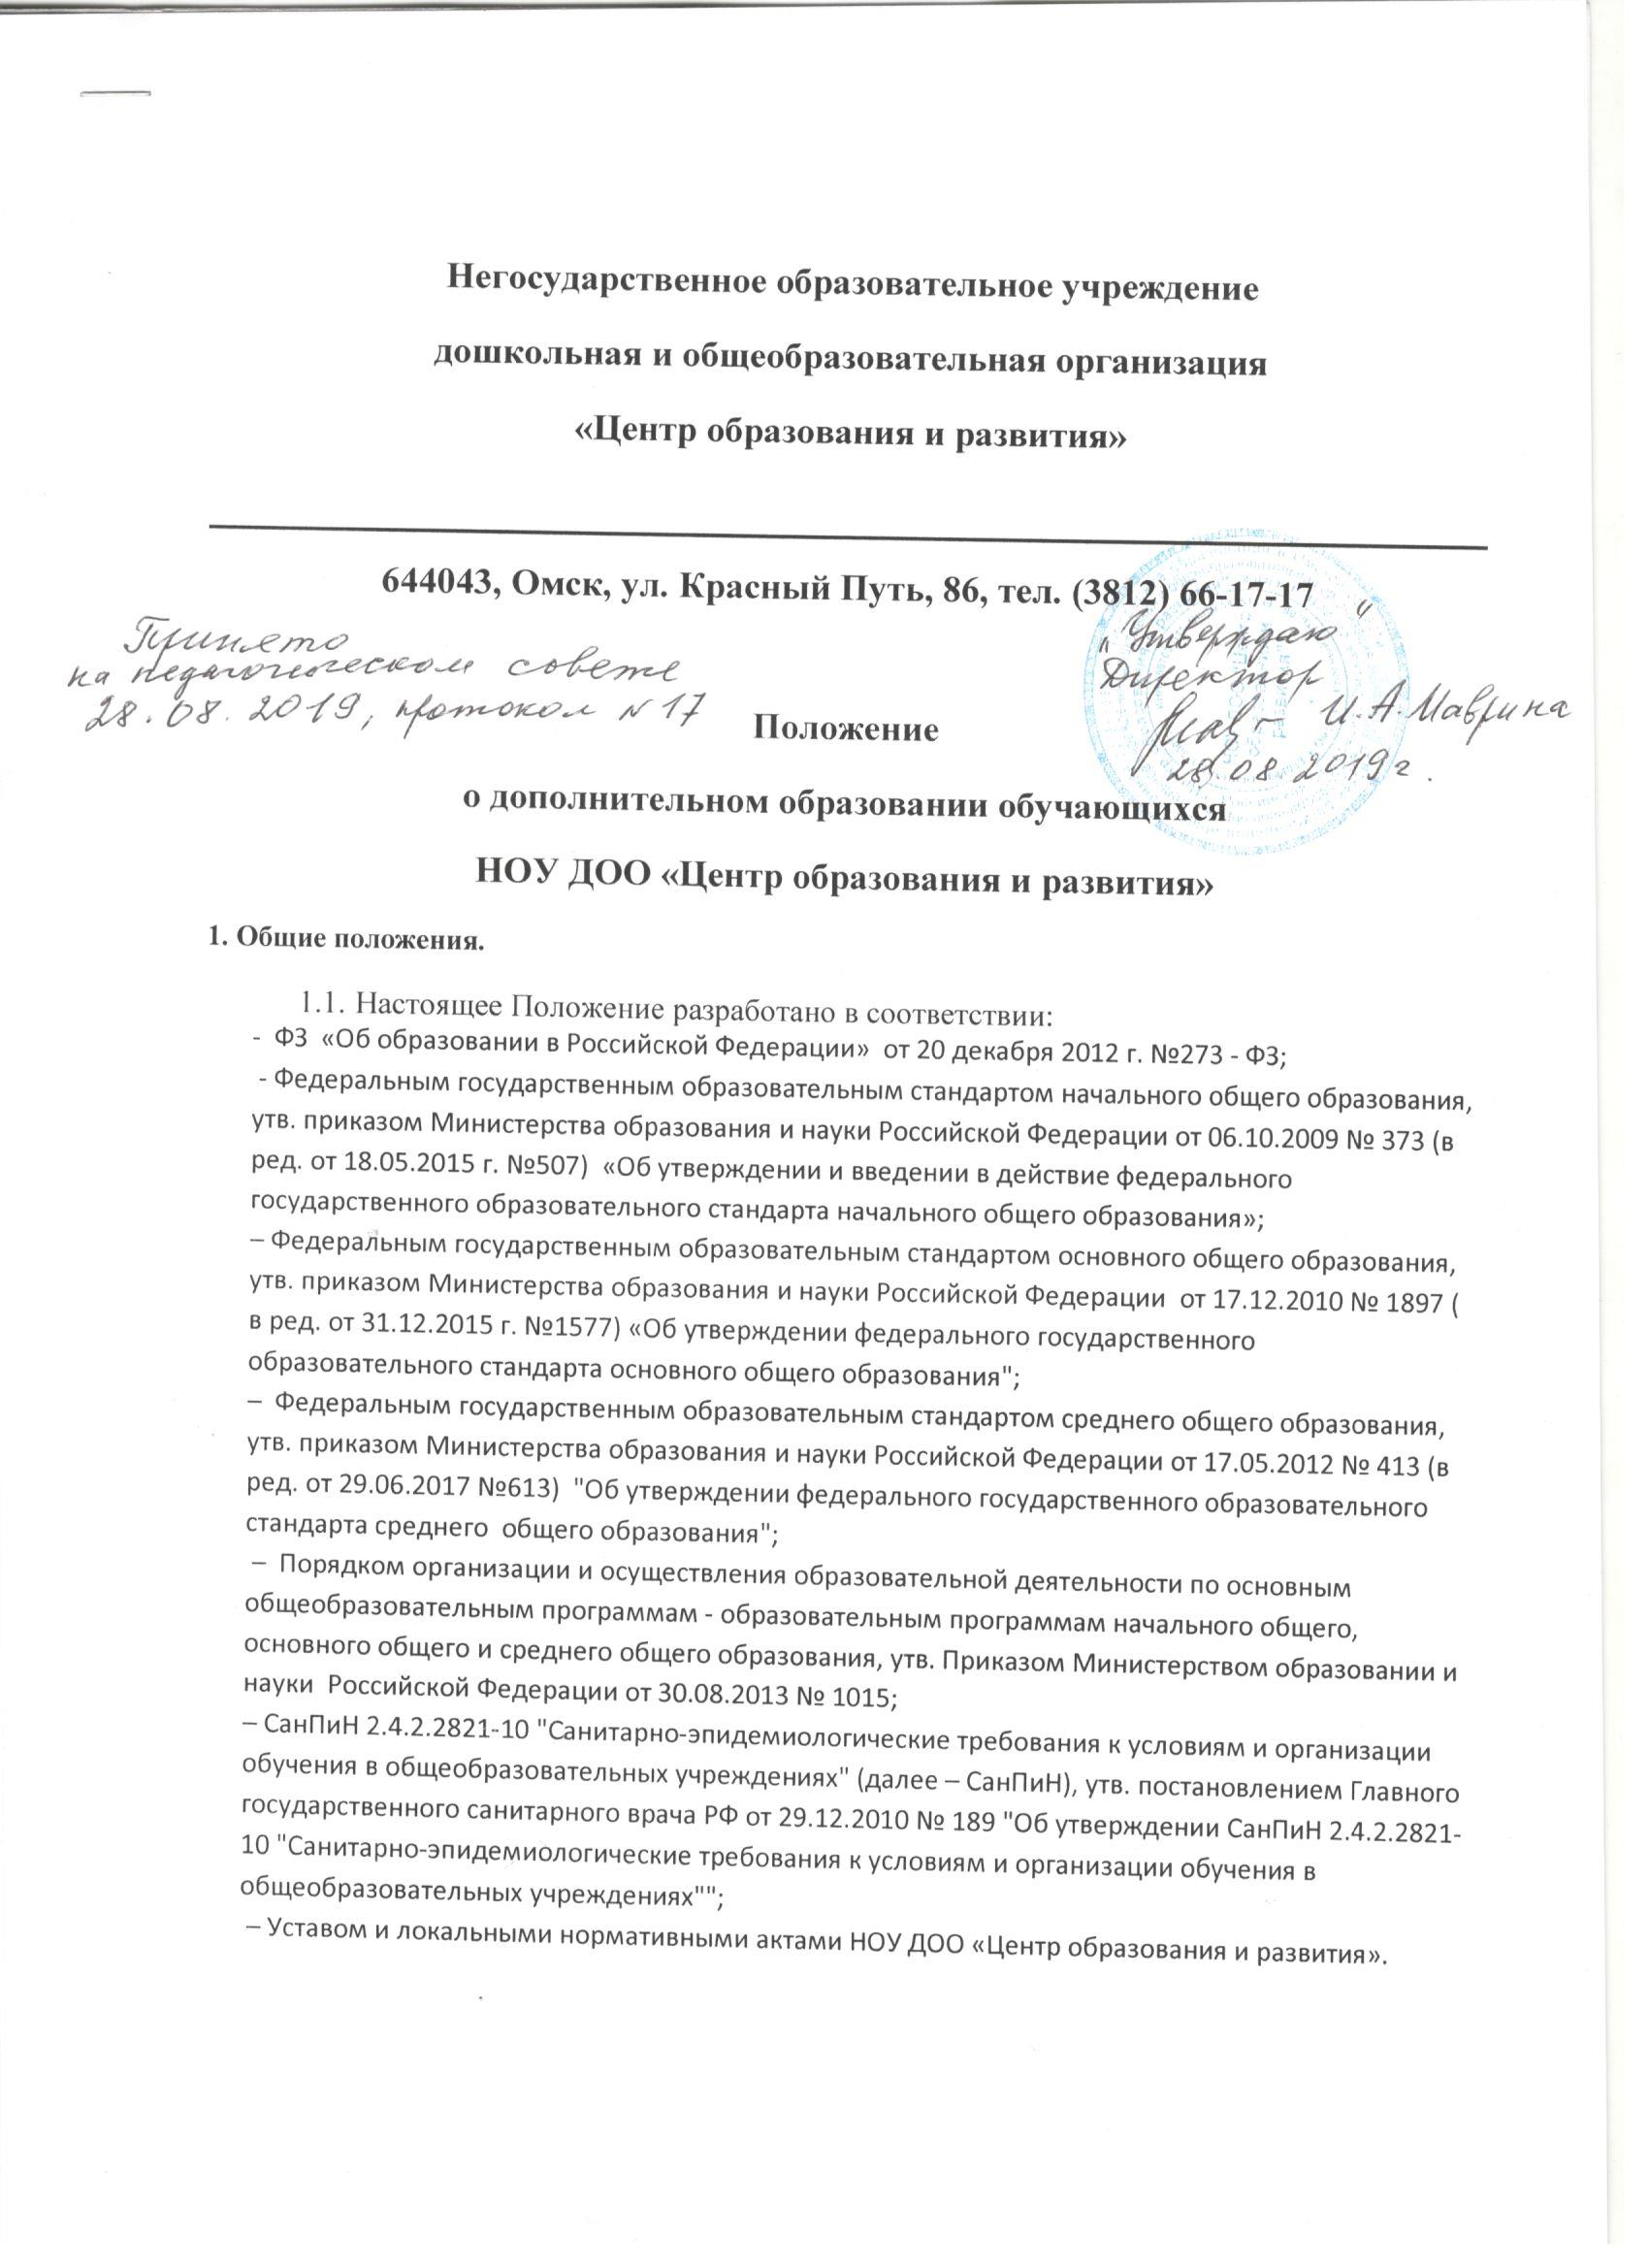 Негосударственное образовательное учреждение
дошкольная и общеобразовательная организация
«Центр образования и развития»
644043, Омск, ул. Красный Путь, 86, тел. (3812) 66-17-17
Принято
на педагогическом совете
28.08.2019, протокол N 17
„Утверждаю"
Директор
И.А. Маврина
28.08.2019 г.
Положение
о дополнительном образовании обучающихся
НОУ ДОО «Центр образования и развития»
1. Общие положения.
1.1. Настоящее Положение разработано в соответствии:
- ФЗ «Об образовании в Российской Федерации» от 20 декабря 2012 г. №273 - ФЗ;
- Федеральным государственным образовательным стандартом начального общего образования,
утв. приказом Министерства образования и науки Российской Федерации от 06.10.2009 № 373 (в
ред. от 18.05.2015 г. №507) «Об утверждении и введении в действие федерального
государственного образовательного стандарта начального общего образования»;
– Федеральным государственным образовательным стандартом основного общего образования,
утв. приказом Министерства образования и науки Российской Федерации от 17.12.2010 № 1897 (
в ред. от 31.12.2015 г. №1577) «Об утверждении федерального государственного
образовательного стандарта основного общего образования";
– Федеральным государственным образовательным стандартом среднего общего образования,
утв. приказом Министерства образования и науки Российской Федерации от 17.05.2012 № 413 (в
ред. от 29.06.2017 №613) "Об утверждении федерального государственного образовательного
стандарта среднего общего образования";
– Порядком организации и осуществления образовательной деятельности по основным
общеобразовательным программам - образовательным программам начального общего,
основного общего и среднего общего образования, утв. Приказом Министерством образовании и
науки Российской Федерации от 30.08.2013 № 1015;
– СанПиН 2.4.2.2821-10 "Санитарно-эпидемиологические требования к условиям и организации
обучения в общеобразовательных учреждениях" (далее – СанПиН), утв. постановлением Главного
государственного санитарного врача РФ от 29.12.2010 № 189 "Об утверждении СанПиН 2.4.2.2821-
10 "Санитарно-эпидемиологические требования к условиям и организации обучения в
общеобразовательных учреждениях"";
– Уставом и локальными нормативными актами НОУ ДОО «Центр образования и развития».